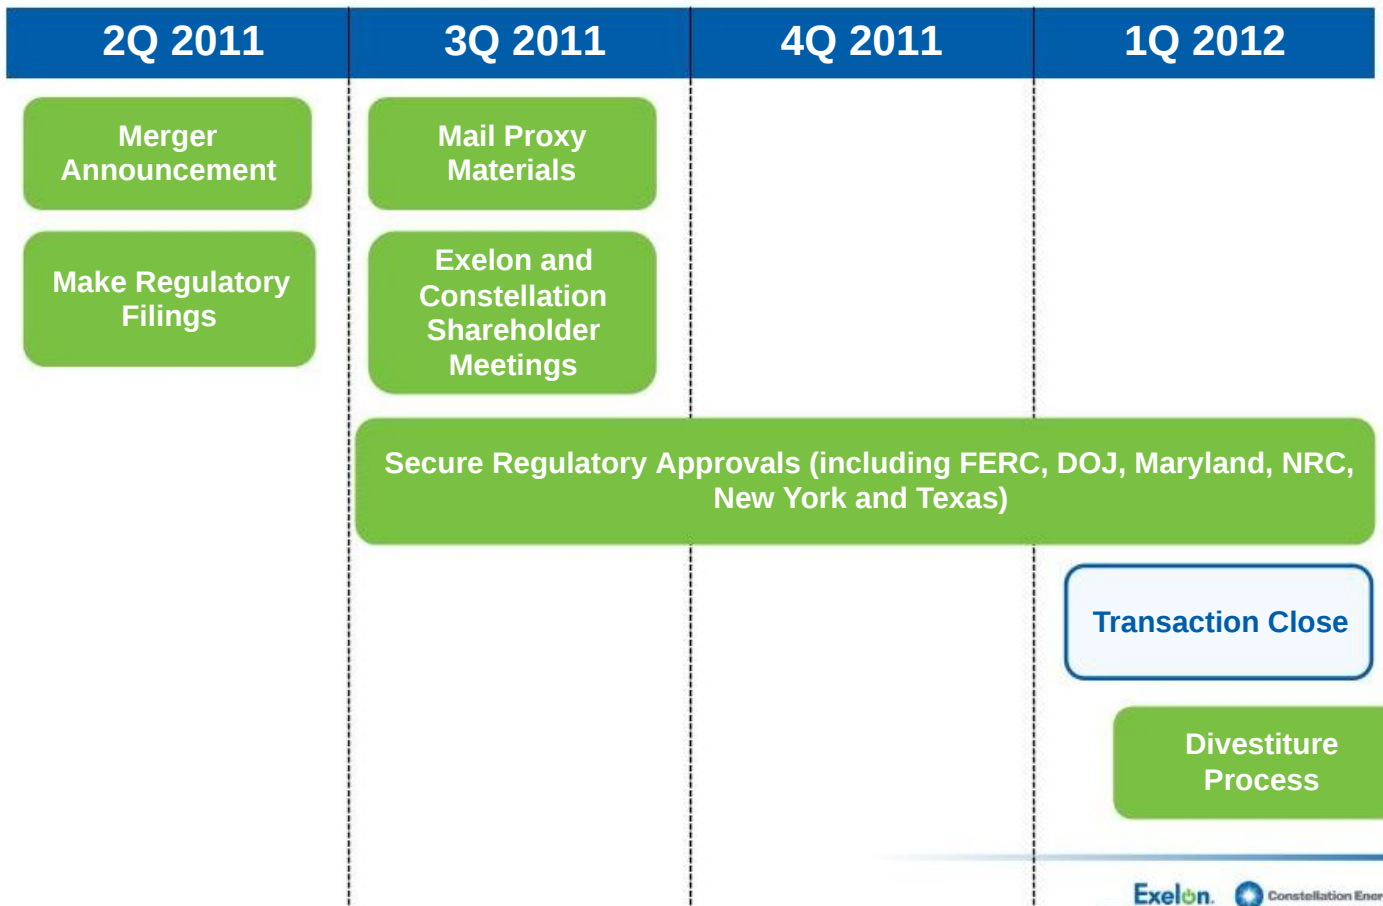 2Q 2011
3Q 2011
4Q 2011
1Q 2012
Merger
Announcement
Mail Proxy
Materials
Make Regulatory
Filings
Exelon and
Constellation
Shareholder
Meetings
Secure Regulatory Approvals (including FERC, DOJ, Maryland, NRC,
New York and Texas)
Transaction Close
Divestiture
Process
Exelon.
Constellation Ener